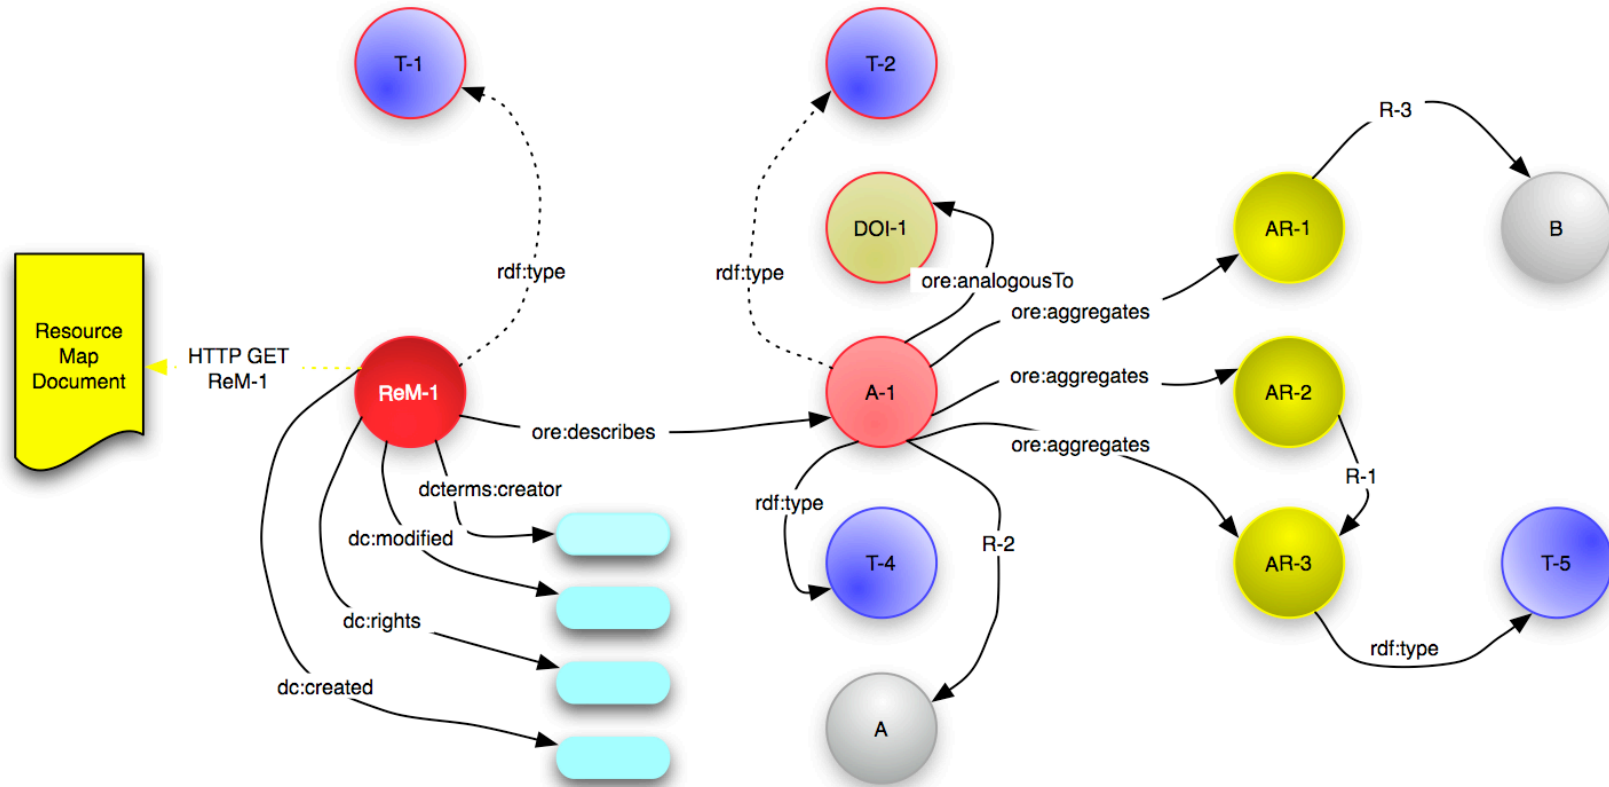 T-1
T-2
R-3
DOI-1
AR-1
B
rdf:type
rdf:type
ore:analogousTo
ore:aggregates
Resource
Map
Document
HTTP GET
ReM-1
ReM-1
A-1
ore:aggregates
AR-2
ore:describes
ore:aggregates
R-1
dcterms:creator
rdf:type
dc:modified
R-2
T-4
AR-3
T-5
dc:rights
rdf:type
dc:created
A